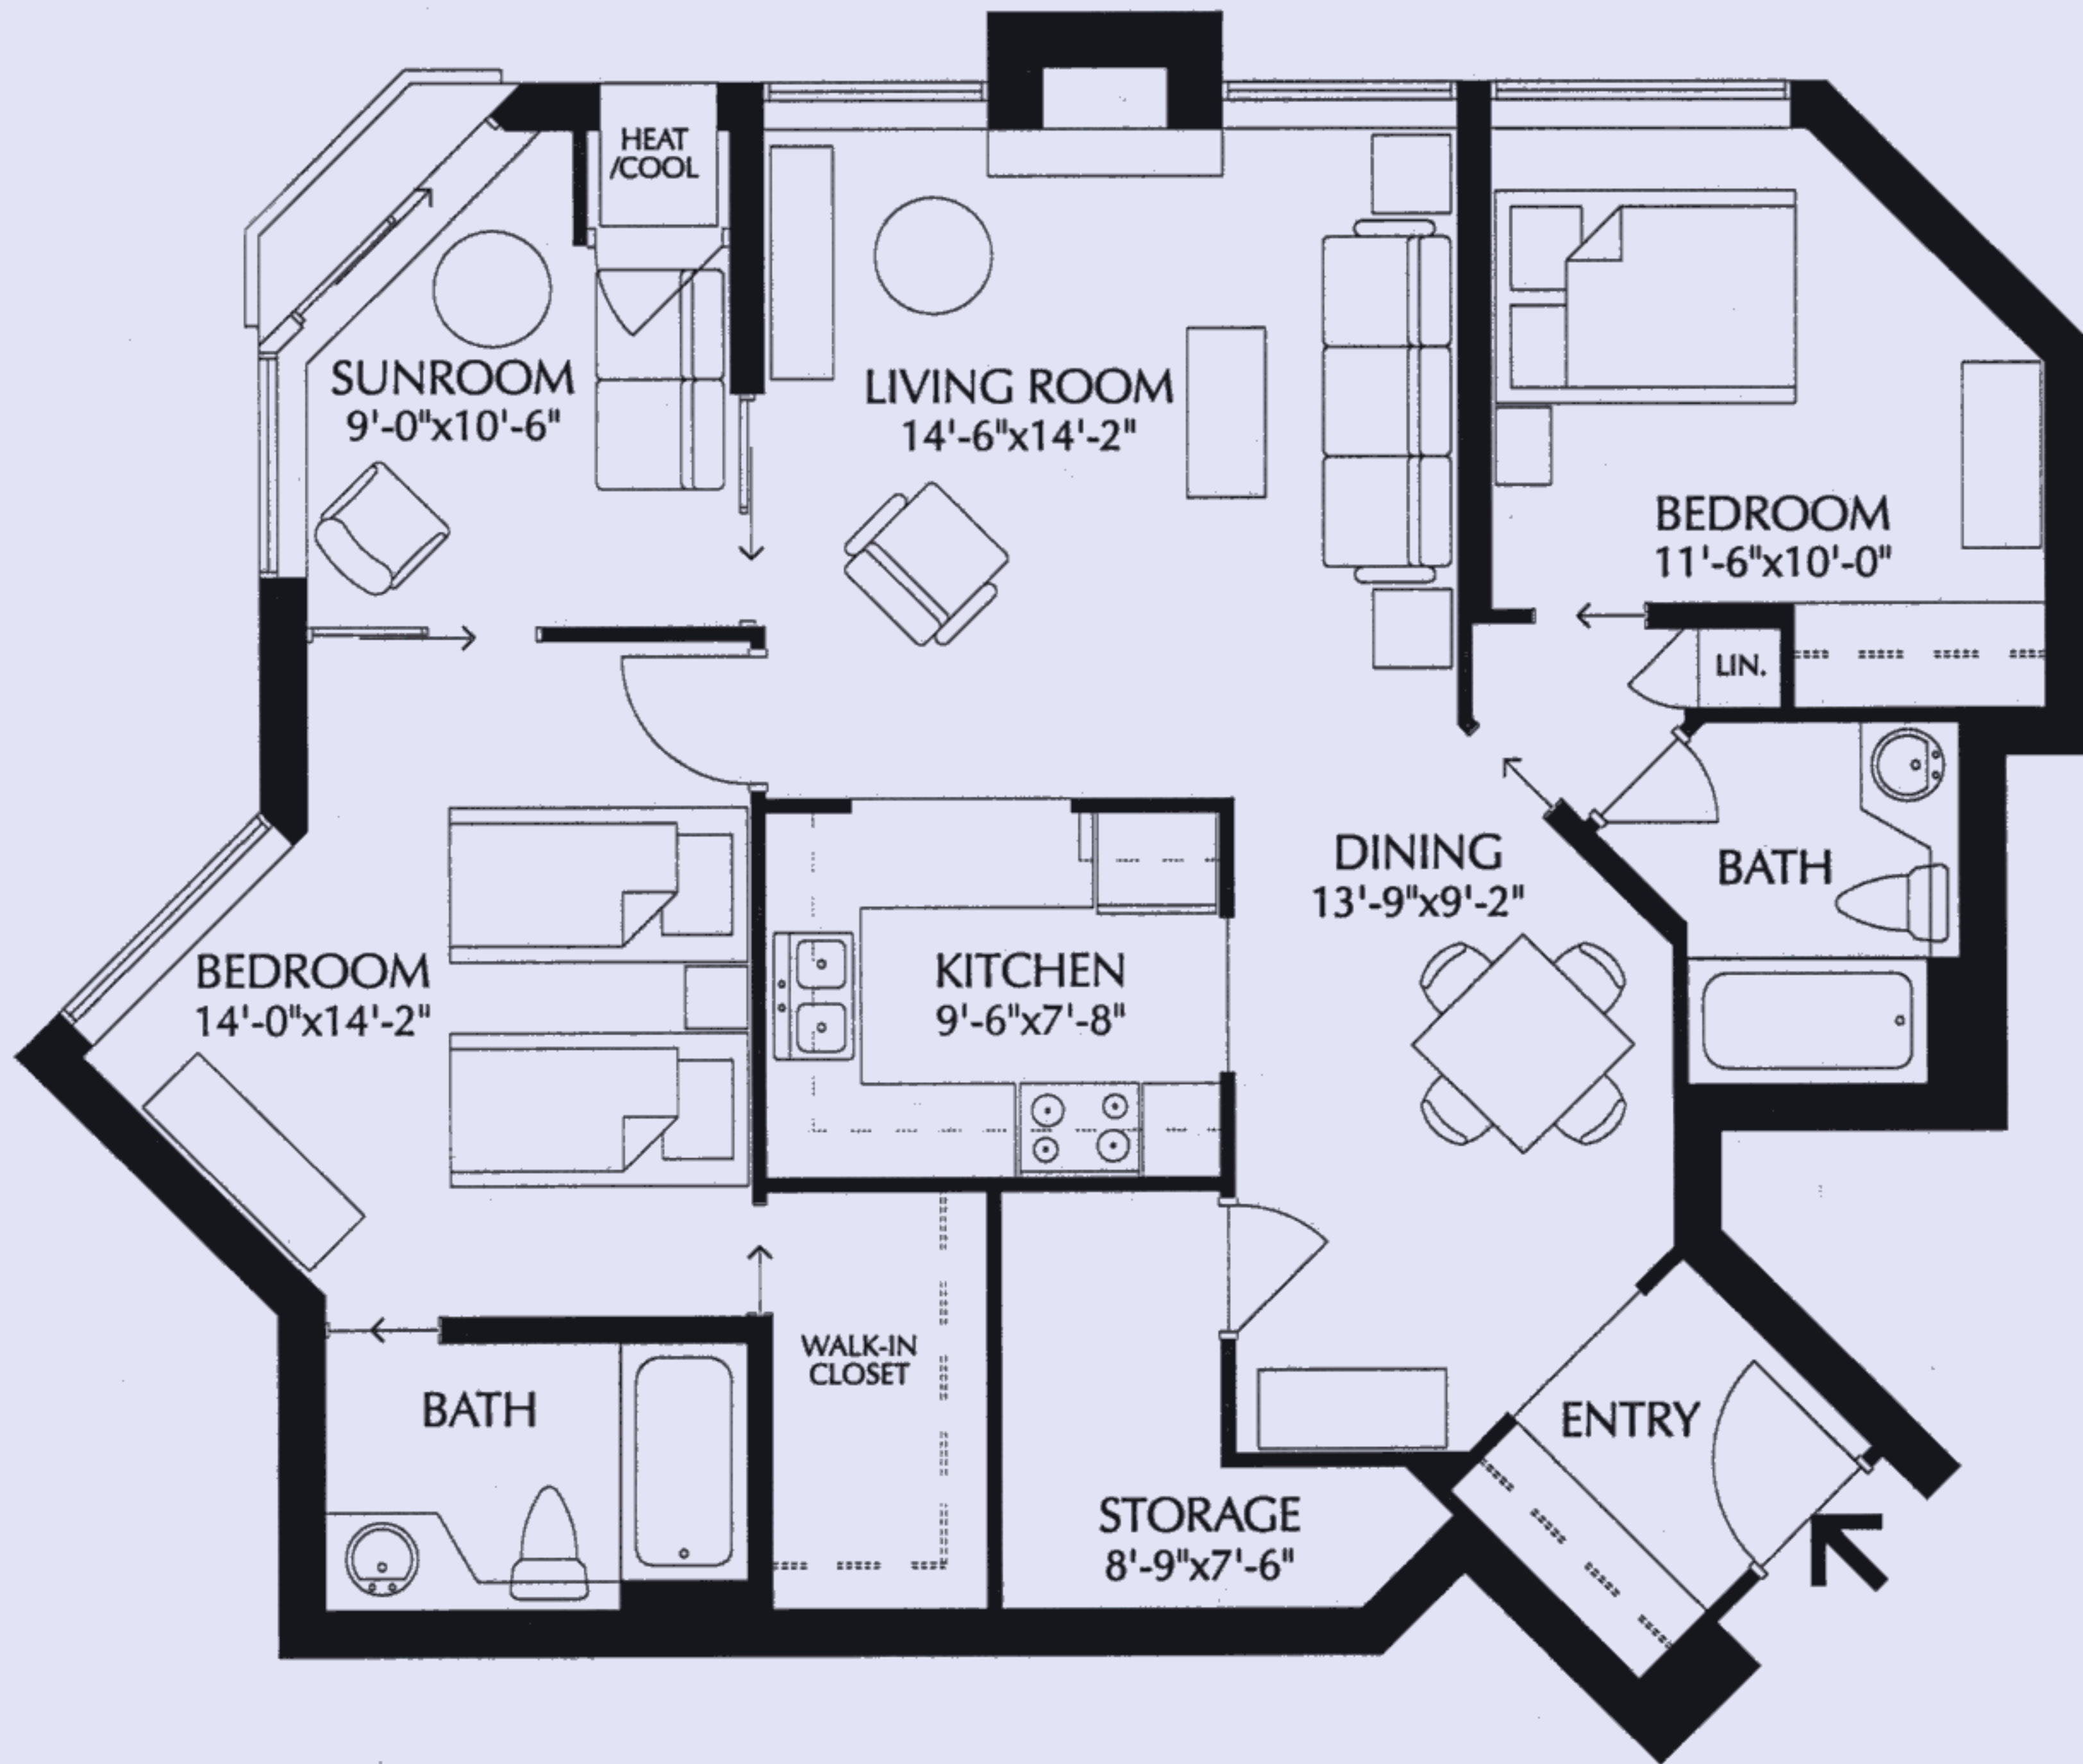 HEAT
/COOL
SUNROOM
9'-0"x10'-6"
LIVING ROOM
14'-6"x14'-2"
BEDROOM
11'-6"x10'-0"
LIN.
DINING
13'-9"x9'-2"
BATH
BEDROOM
14'-0"x14'-2"
KITCHEN
9'-6"x7'-8"
WALK-IN
CLOSET
BATH
ENTRY
STORAGE
8'-9"x7'-6"